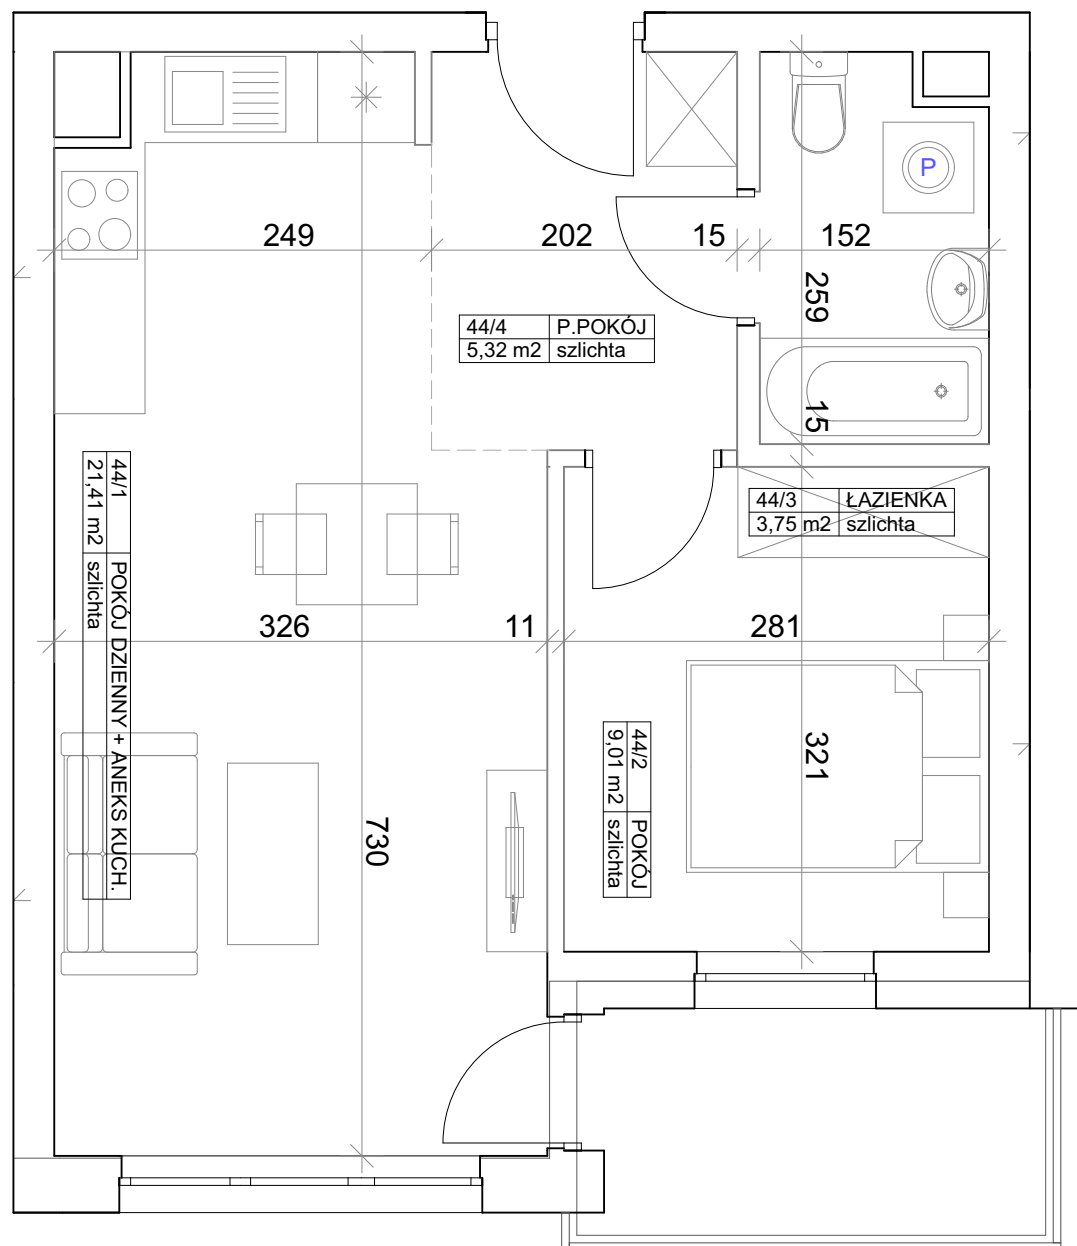 P
249
202
15
152
259
44/4 P.POKÓJ
5,32 m2 szlichta
15
44/1 POKÓJ DZIENNY + ANEKS KUCH.
21,41 m2 szlichta
44/3 ŁAZIENKA
3,75 m2 szlichta
326
11
281
44/2 POKÓJ
9,01 m2 szlichta
321
730